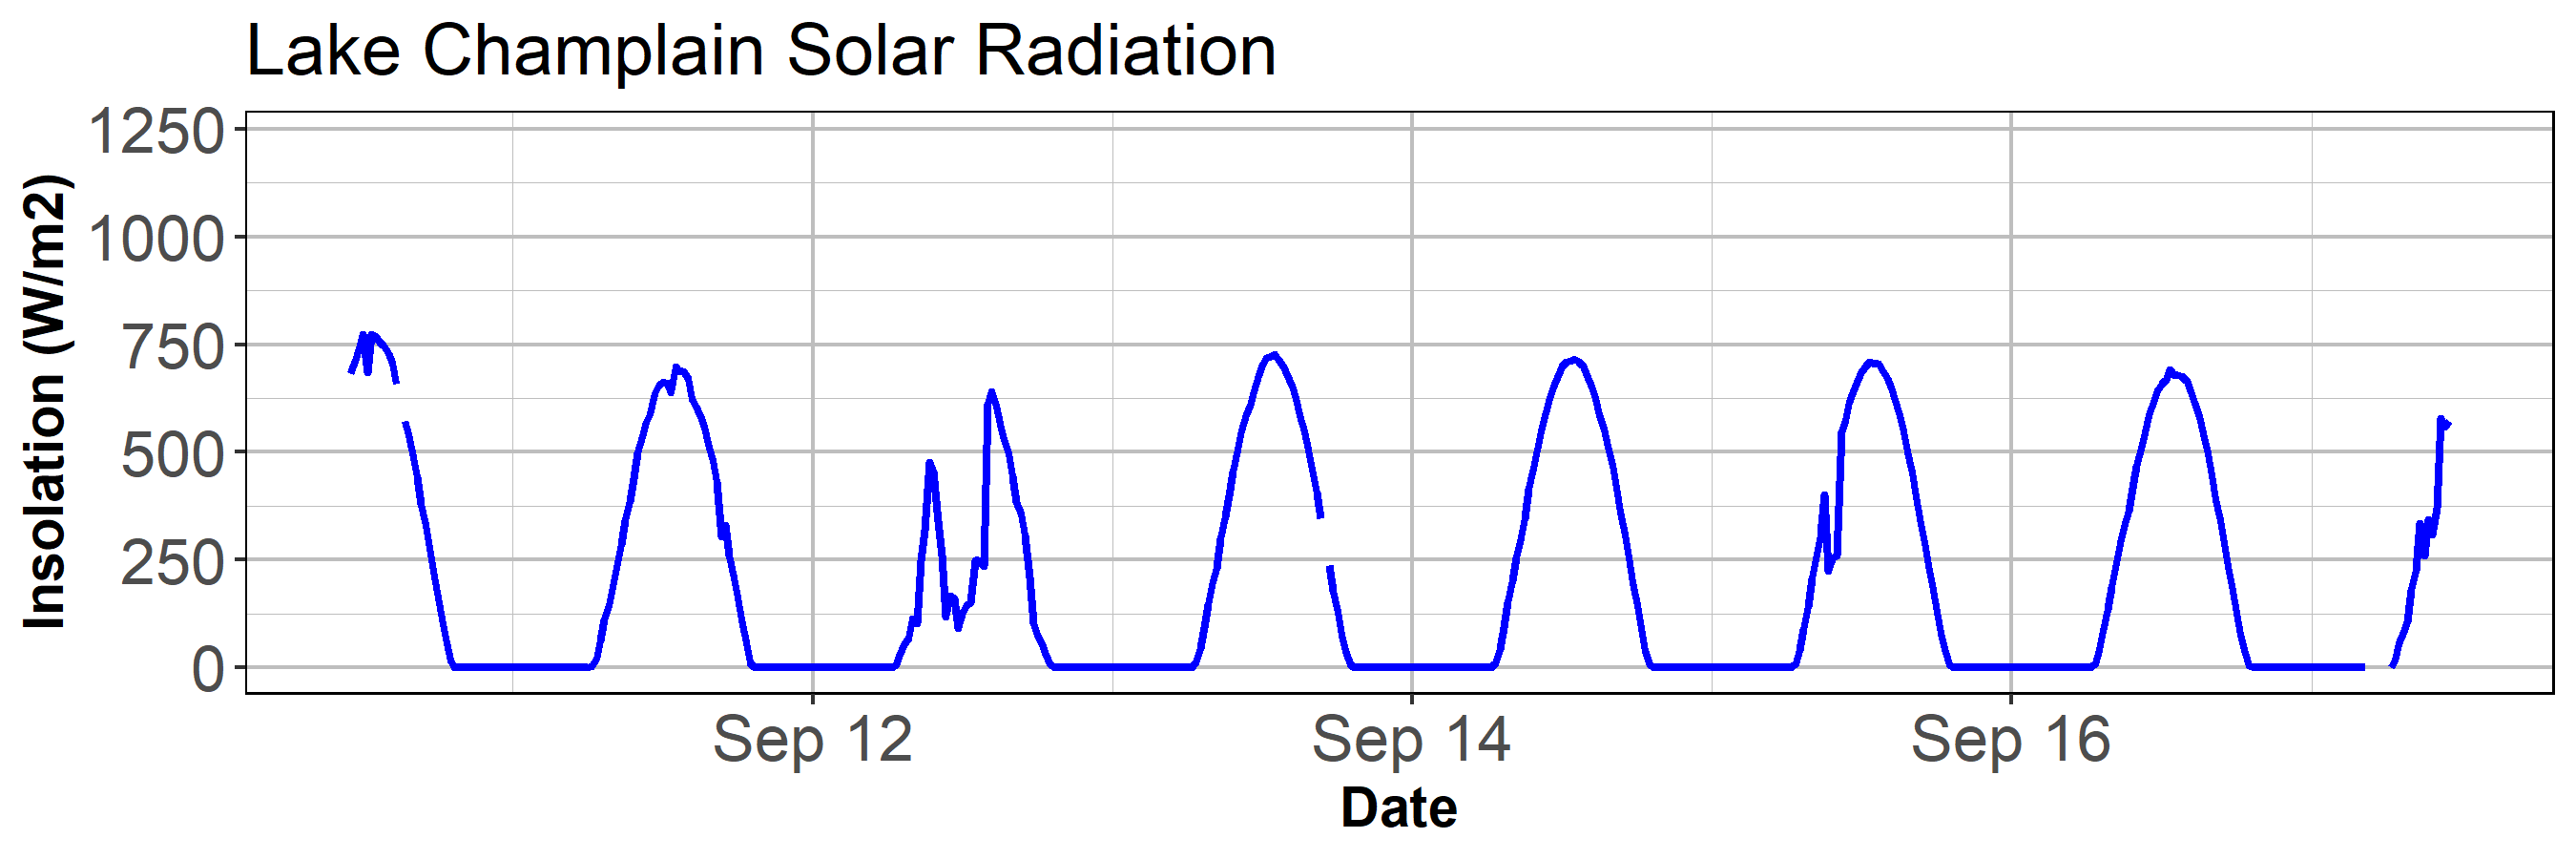 Lake Champlain Solar Radiation
1250
1000
750
500
250
0
Insolation (W/m2)
Sep 12 Sep 14 Sep 16
Date